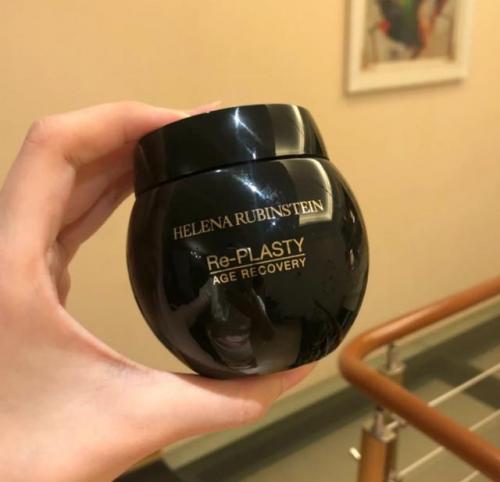 HELENA RUBINSTEIN
Re-PLASTY
AGE RECOVERY